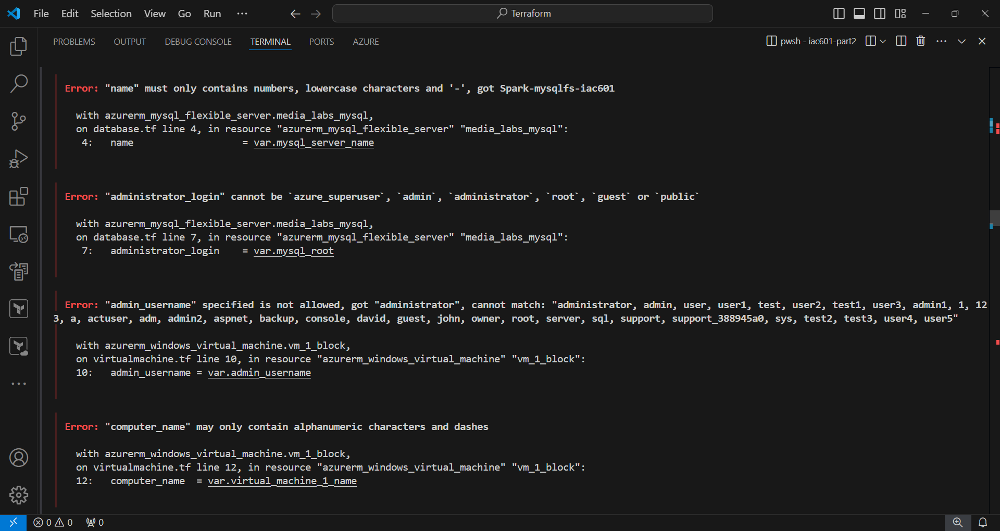 File Edit Selection View Go Run ··· Terraform
PROBLEMS OUTPUT DEBUG CONSOLE TERMINAL PORTS AZURE pwsh - iac601-part2
Error: "name" must only contains numbers, lowercase characters and '-', got Spark-mysqlfs-iac601
with azurerm_mysql_flexible_server.media_labs_mysql,
on database.tf line 4, in resource "azurerm_mysql_flexible_server" "media_labs_mysql":
4: name = var.mysql_server_name
Error: "administrator_login" cannot be `azure_superuser`, `admin`, `administrator`, `root`, `guest` or `public`
with azurerm_mysql_flexible_server.media_labs_mysql,
on database.tf line 7, in resource "azurerm_mysql_flexible_server" "media_labs_mysql":
7: administrator_login = var.mysql_root
Error: "admin_username" specified is not allowed, got "administrator", cannot match: "administrator, admin, user, user1, test, user2, test1, user3, admin1, 1, 12
3, a, actuser, adm, admin2, aspnet, backup, console, david, guest, john, owner, root, server, sql, support, support_388945a0, sys, test2, test3, user4, user5"
with azurerm_windows_virtual_machine.vm_1_block,
on virtualmachine.tf line 10, in resource "azurerm_windows_virtual_machine" "vm_1_block":
10: admin_username = var.admin_username
Error: "computer_name" may only contain alphanumeric characters and dashes
with azurerm_windows_virtual_machine.vm_1_block,
on virtualmachine.tf line 12, in resource "azurerm_windows_virtual_machine" "vm_1_block":
12: computer_name = var.virtual_machine_1_name
0 0 0